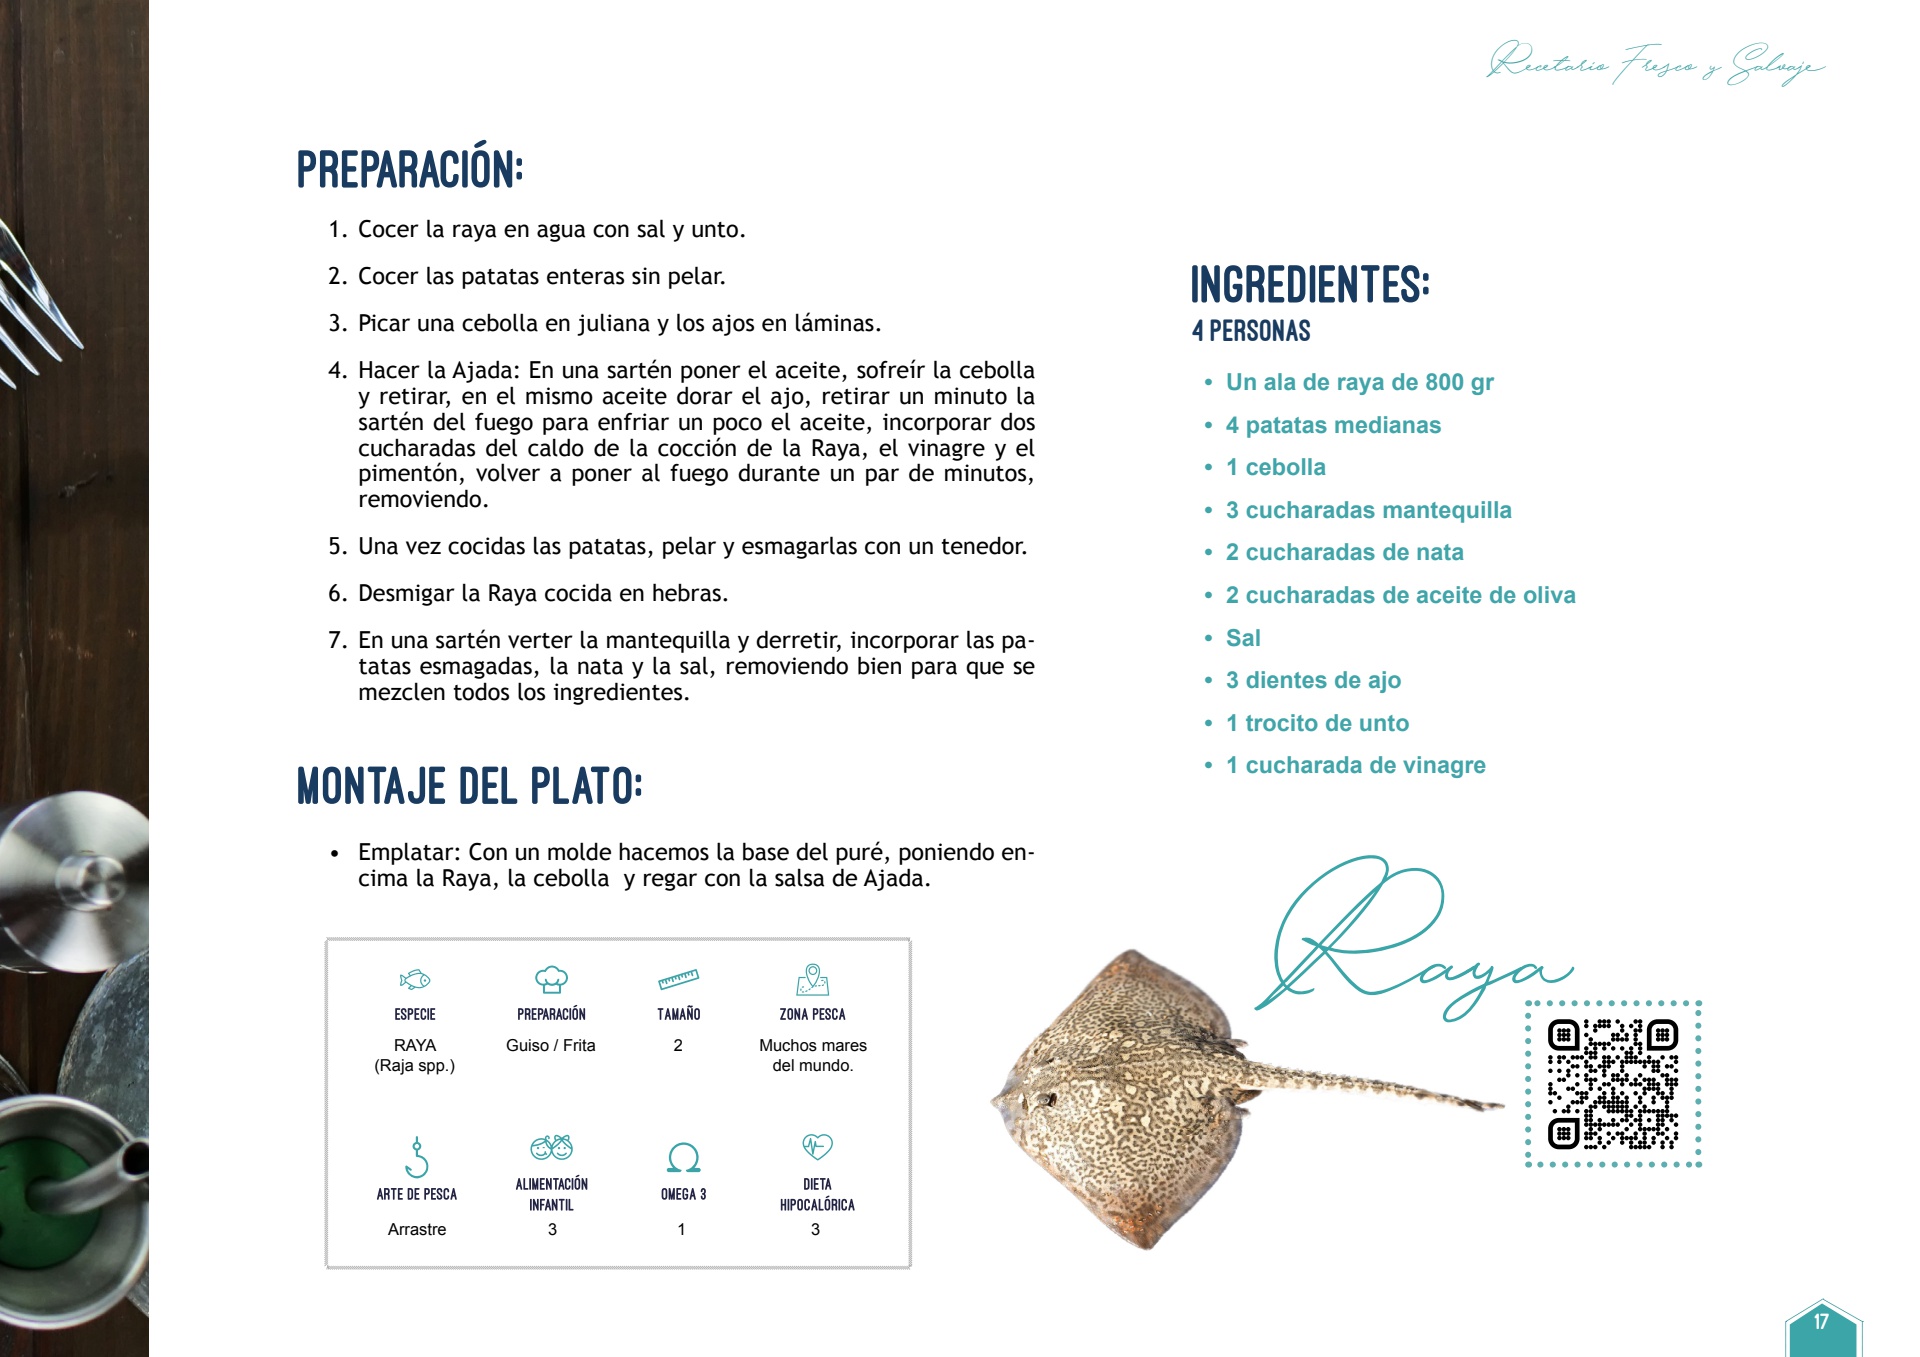 Recetario Fresco y Salvaje
PREPARACIÓN:
1. Cocer la raya en agua con sal y unto.
2. Cocer las patatas enteras sin pelar.
3. Picar una cebolla en juliana y los ajos en láminas.
4. Hacer la Ajada: En una sartén poner el aceite, sofreír la cebolla
y retirar, en el mismo aceite dorar el ajo, retirar un minuto la
sartén del fuego para enfriar un poco el aceite, incorporar dos
cucharadas del caldo de la cocción de la Raya, el vinagre y el
pimentón, volver a poner al fuego durante un par de minutos,
removiendo.
5. Una vez cocidas las patatas, pelar y esmagarlas con un tenedor.
6. Desmigar la Raya cocida en hebras.
7. En una sartén verter la mantequilla y derretir, incorporar las pa-
tatas esmagadas, la nata y la sal, removiendo bien para que se
mezclen todos los ingredientes.
MONTAJE DEL PLATO:
• Emplatar: Con un molde hacemos la base del puré, poniendo en-
cima la Raya, la cebolla y regar con la salsa de Ajada.
INGREDIENTES:
4 PERSONAS
• Un ala de raya de 800 gr
• 4 patatas medianas
• 1 cebolla
• 3 cucharadas mantequilla
• 2 cucharadas de nata
• 2 cucharadas de aceite de oliva
• Sal
• 3 dientes de ajo
• 1 trocito de unto
• 1 cucharada de vinagre
Raya
ESPECIE PREPARACIÓN TAMAÑO ZONA PESCA
RAYA Guiso / Frita 2 Muchos mares
(Raja spp.) del mundo.
ARTE DE PESCA ALIMENTACIÓN OMEGA 3 DIETA
INFANTIL HIPOCALÓRICA
Arrastre 3 1 3
17